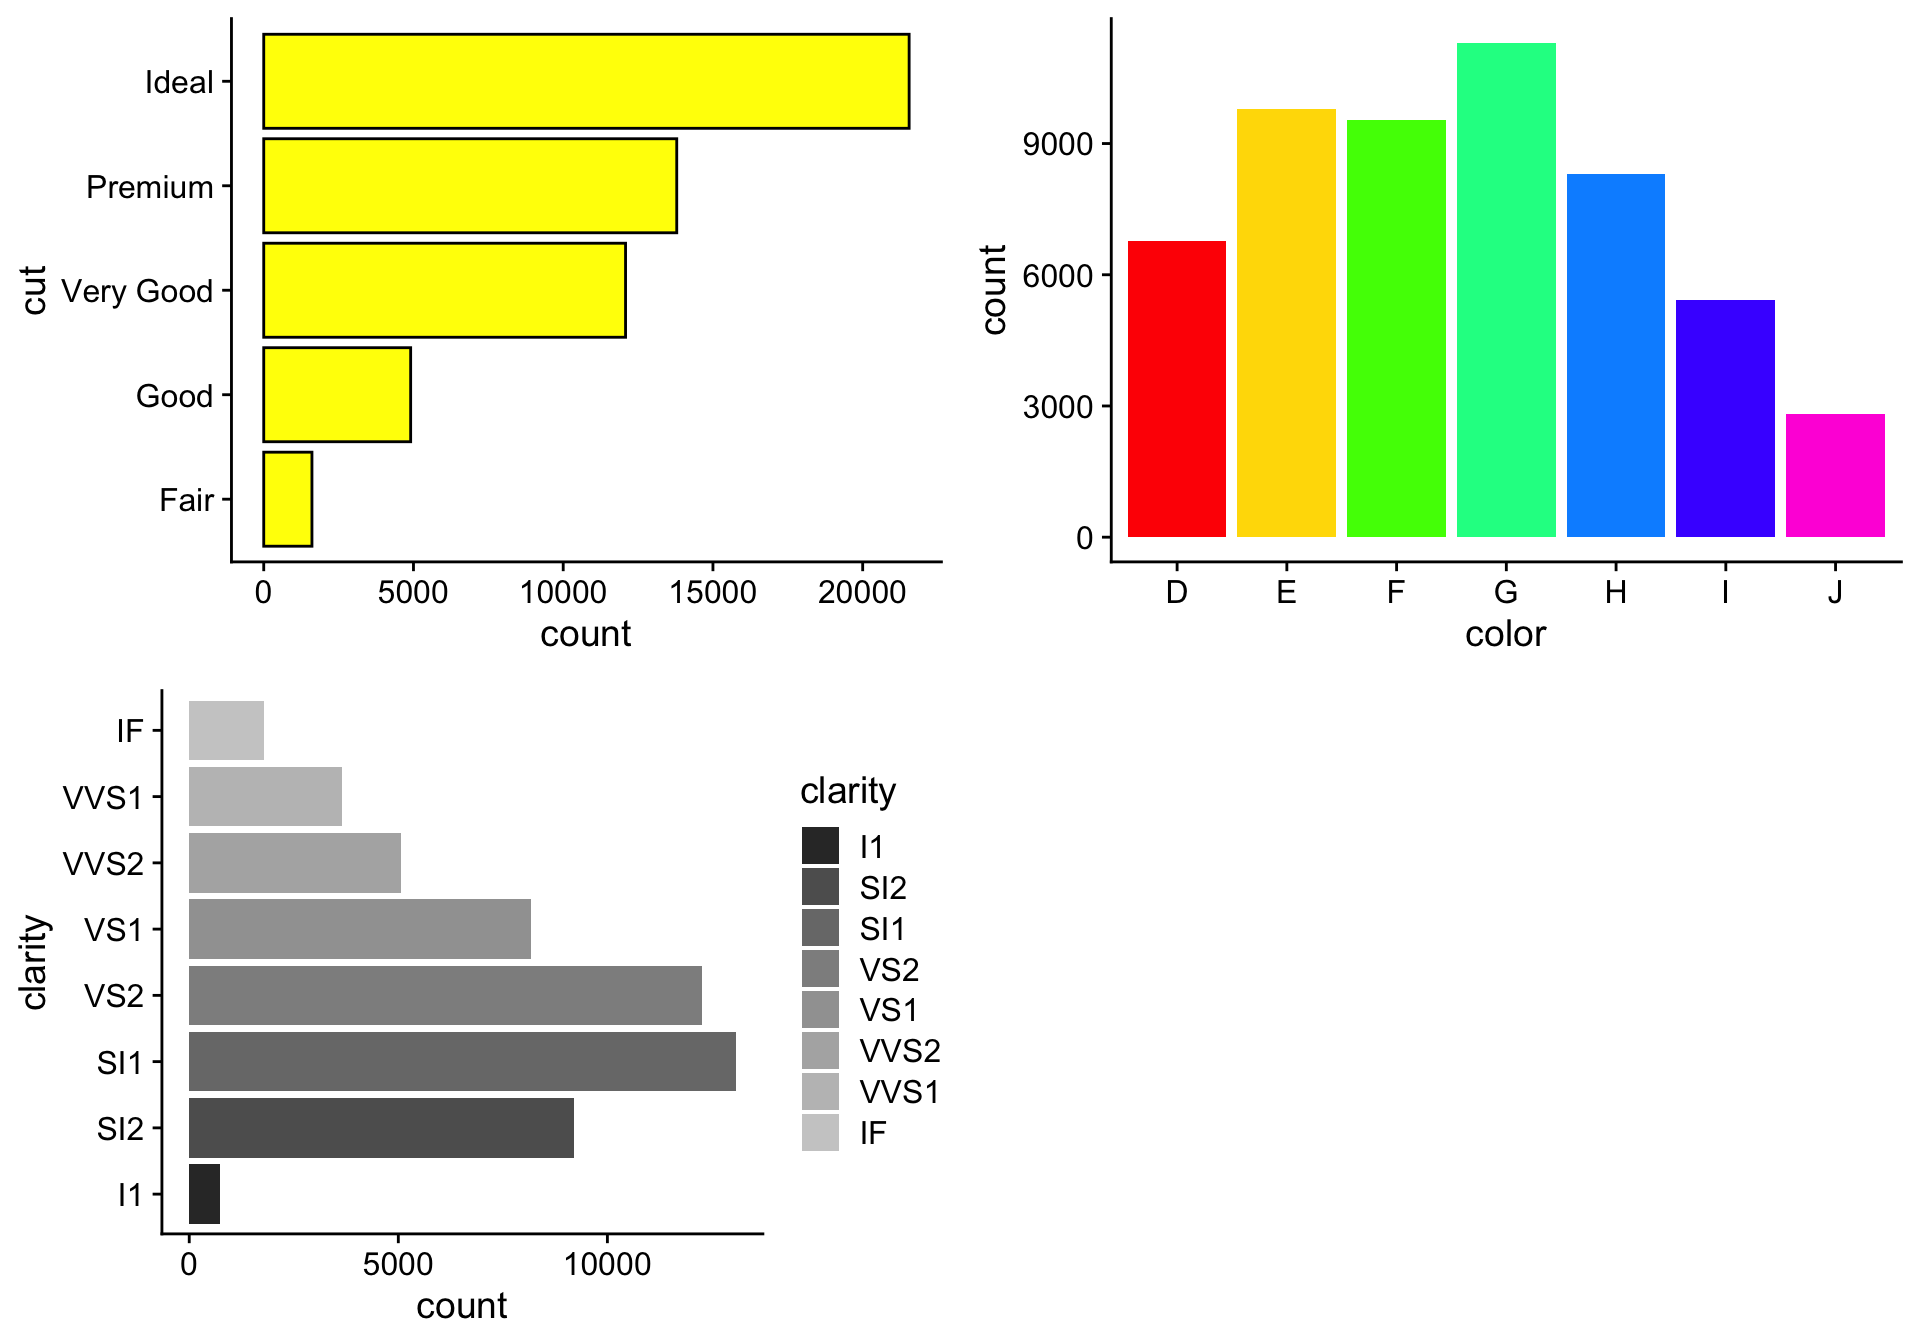 Ideal
Premium
Very Good
Good
Fair
cut
0 5000 10000 15000 20000
count
9000
6000
3000
0
count
D E F G H I J
color
IF
VVS1
VVS2
VS1
VS2
SI1
SI2
I1
clarity
0 5000 10000
count
clarity
I1
SI2
SI1
VS2
VS1
VVS2
VVS1
IF